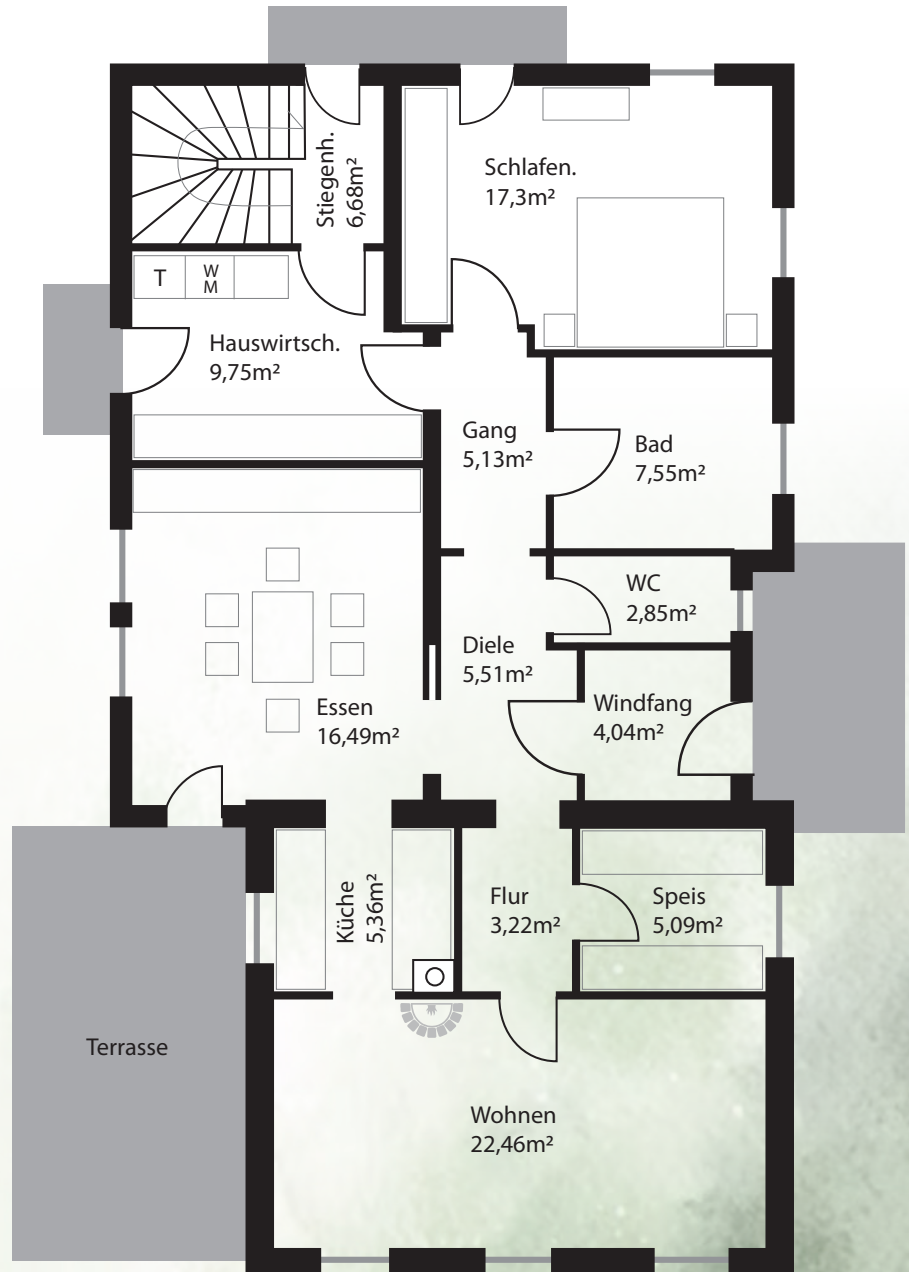 Stiegenh.
6,68m²
Schlafen.
17,3m²
T
W
M
Hauswirtsch.
9,75m²
Gang
5,13m²
Bad
7,55m²
WC
2,85m²
Diele
5,51m²
Essen
16,49m²
Windfang
4,04m²
Küche
5,36m²
Flur
3,22m²
Speis
5,09m²
Terrasse
Wohnen
22,46m²